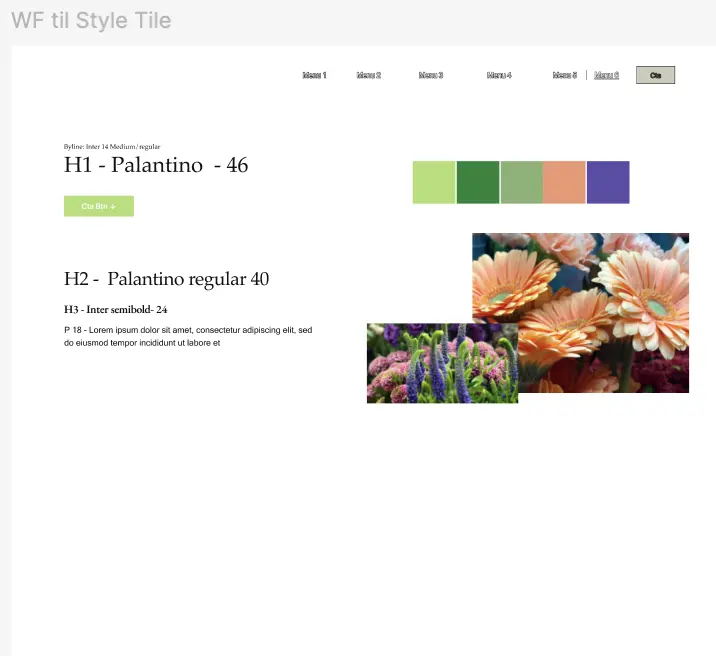 WF til Style Tile
Menu 1 Menu 2 Menu 3 Menu 4 Menu 5 Menu 6 Cta
Byline: Inter 14 Medium/regular
H1 - Palantino - 46
Cta Btn →
H2 - Palantino regular 40
H3 - Inter semibold- 24
P 18 - Lorem ipsum dolor sit amet, consectetur adipiscing elit, sed
do eiusmod tempor incididunt ut labore et